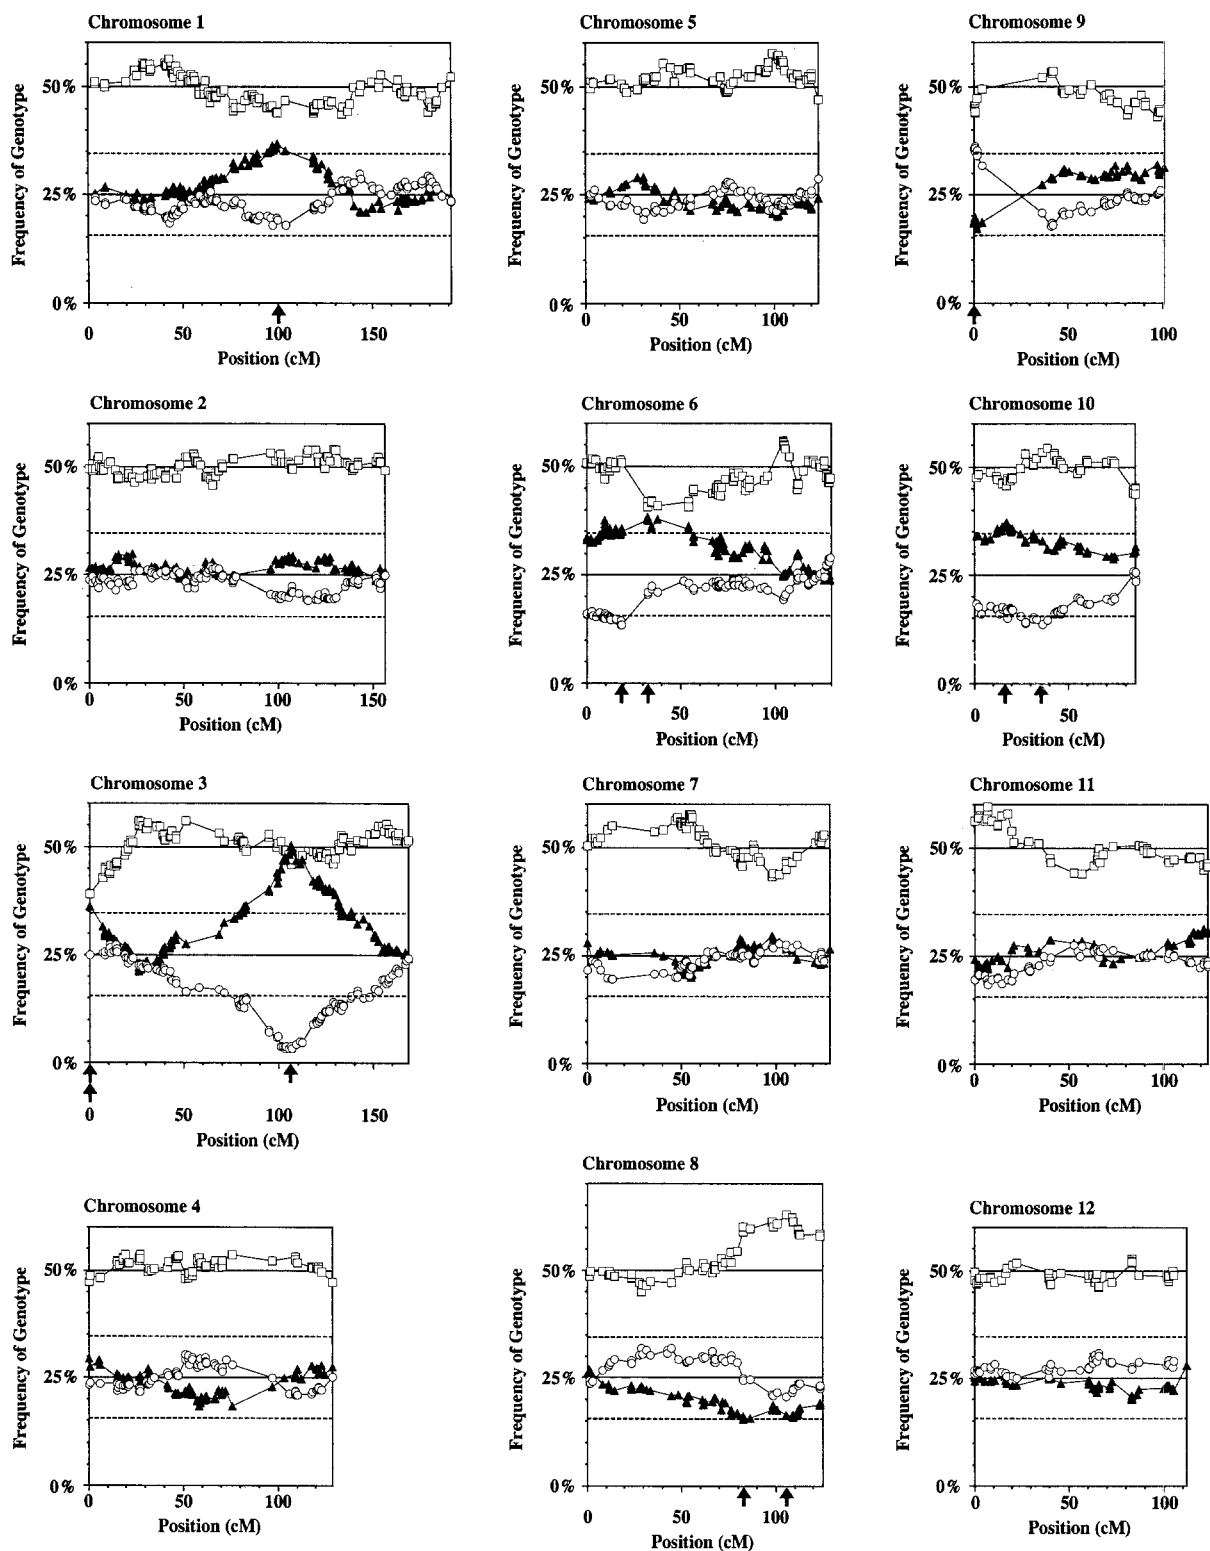 Chromosome 1
Frequency of Genotype
50%
25%
0%
0 50 100 150
Position (cM)
Chromosome 5
Frequency of Genotype
50%
25%
0%
0 50 100
Position (cM)
Chromosome 9
Frequency of Genotype
50%
25%
0%
0 50 100
Position (cM)
Chromosome 2
Frequency of Genotype
50%
25%
0%
0 50 100 150
Position (cM)
Chromosome 6
Frequency of Genotype
50%
25%
0%
0 50 100
Position (cM)
Chromosome 10
Frequency of Genotype
50%
25%
0%
0 50
Position (cM)
Chromosome 3
Frequency of Genotype
50%
25%
0%
0 50 100 150
Position (cM)
Chromosome 7
Frequency of Genotype
50%
25%
0%
0 50 100
Position (cM)
Chromosome 11
Frequency of Genotype
50%
25%
0%
0 50 100
Position (cM)
Chromosome 4
Frequency of Genotype
50%
25%
0%
0 50 100
Position (cM)
Chromosome 8
Frequency of Genotype
50%
25%
0%
0 50 100
Position (cM)
Chromosome 12
Frequency of Genotype
50%
25%
0%
0 50 100
Position (cM)